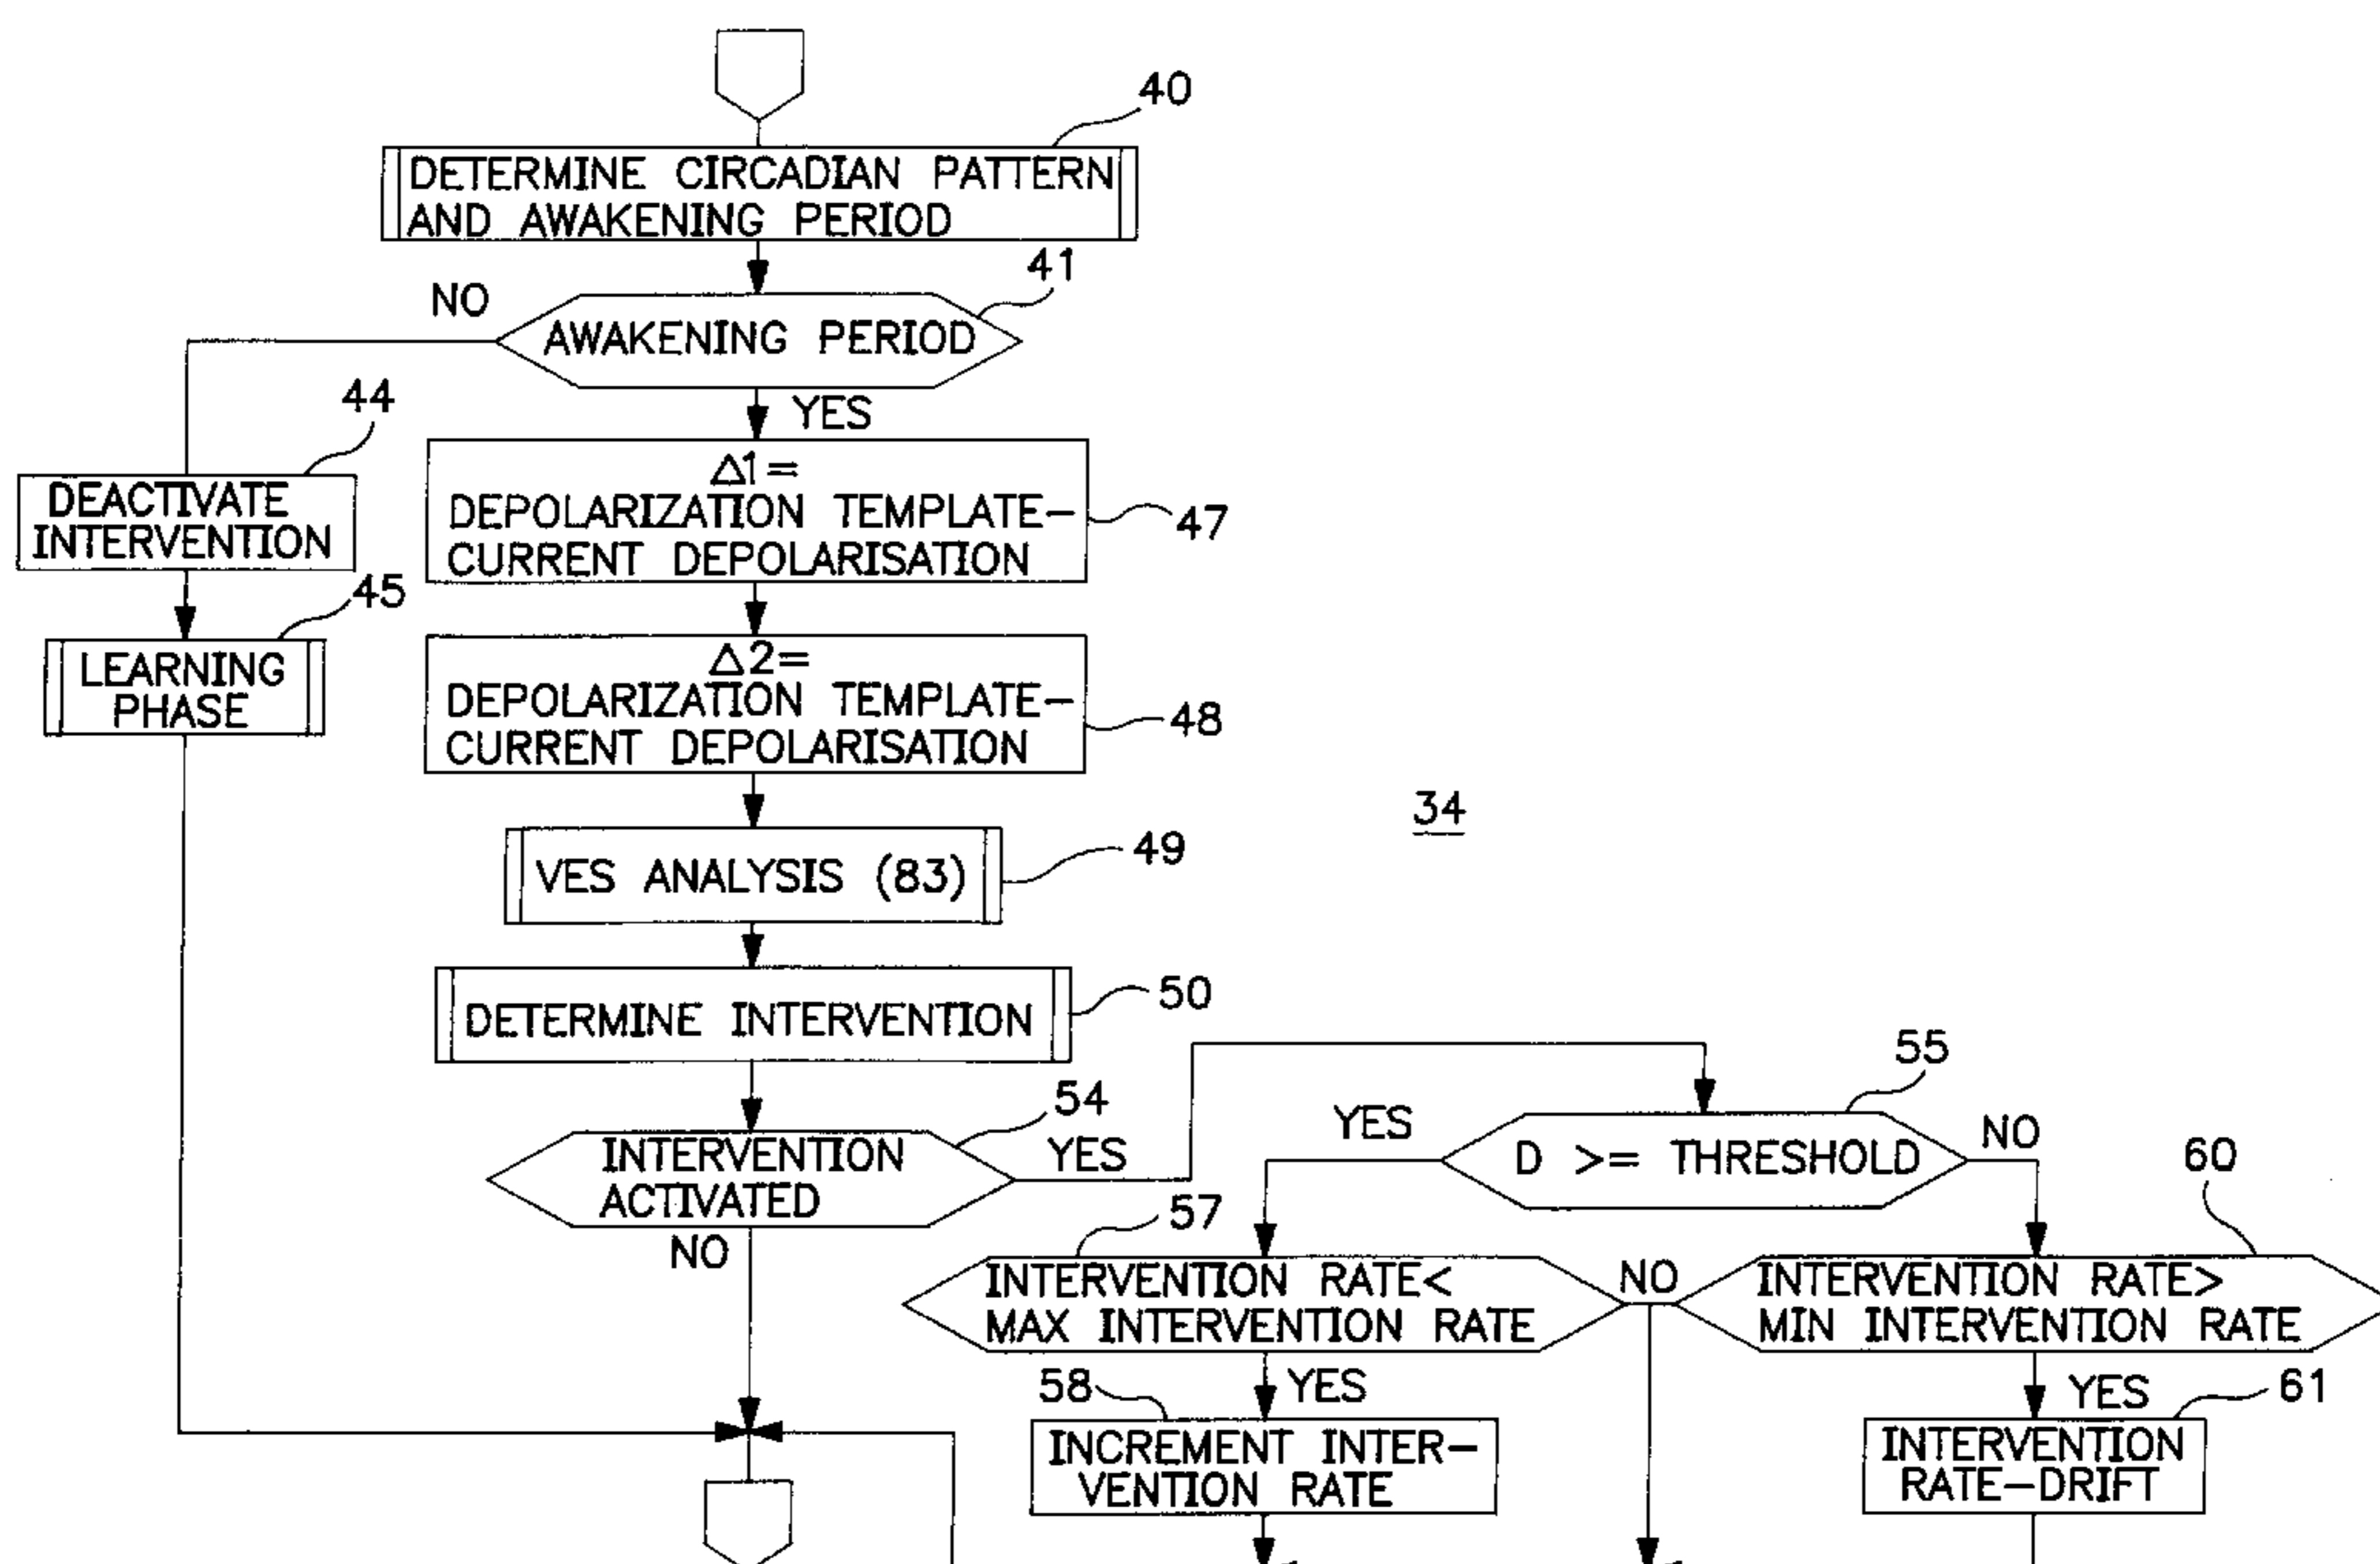 40
DETERMINE CIRCADIAN PATTERN
AND AWAKENING PERIOD
41
NO
AWAKENING PERIOD
YES
44
DEACTIVATE
INTERVENTION
45
LEARNING
PHASE
Δ1=
DEPOLARIZATION TEMPLATE-
CURRENT DEPOLARISATION
47
Δ2=
DEPOLARIZATION TEMPLATE-
CURRENT DEPOLARISATION
48
34
VES ANALYSIS (83)
49
DETERMINE INTERVENTION
50
54
INTERVENTION
ACTIVATED
YES
NO
55
YES
D >= THRESHOLD
NO
57
INTERVENTION RATE<
MAX INTERVENTION RATE
NO
60
INTERVENTION RATE>
MIN INTERVENTION RATE
58
YES
INCREMENT INTER-
VENTION RATE
YES
61
INTERVENTION
RATE-DRIFT